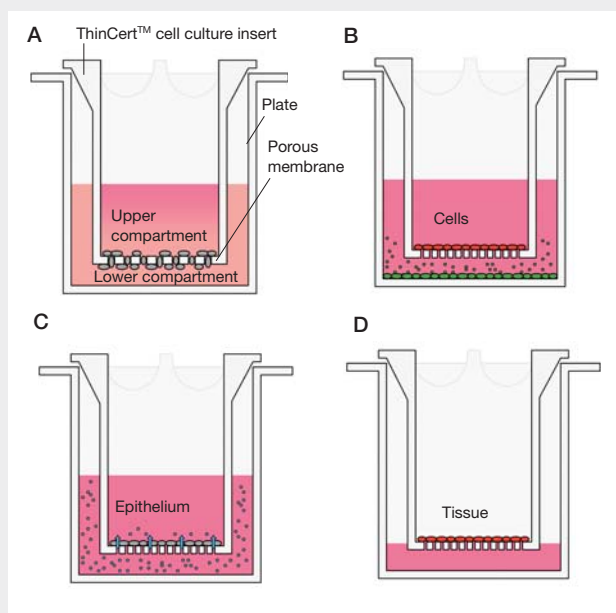 A
ThinCert™ cell culture insert
Plate
Porous
membrane
Upper
compartment
Lower compartment
B
Cells
C
Epithelium
D
Tissue